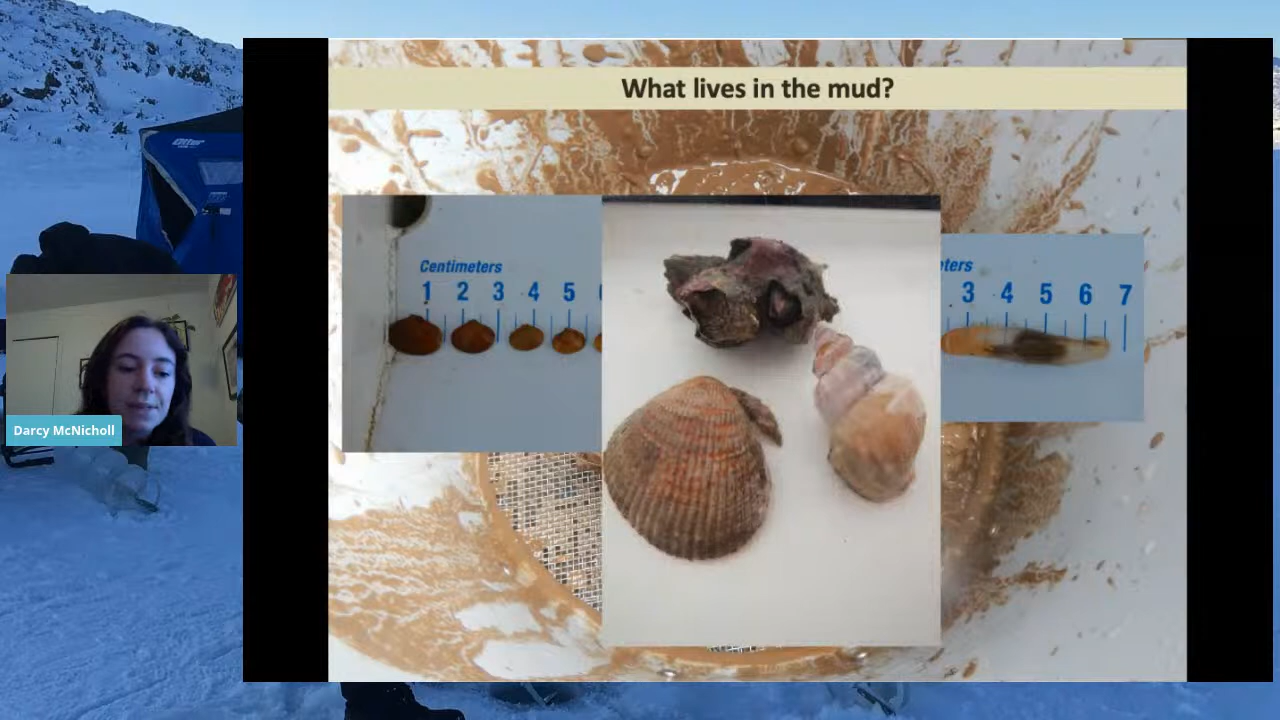 What lives in the mud?
Otter
Centimeters
1 2 3 4 5
ters
3 4 5 6 7
Darcy McNicholl